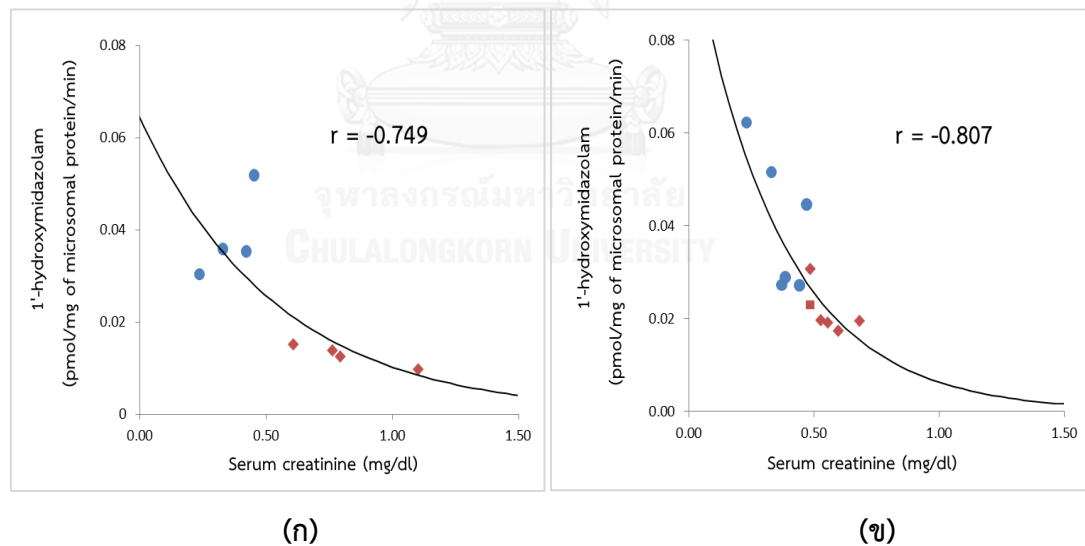 0.08
0.06
0.04
0.02
0
0.00
0.50
1.00
1.50
1'-hydroxymidazolam
(pmol/mg of microsomal protein/min)
Serum creatinine (mg/dl)
r = -0.749
(ก)
0.08
0.06
0.04
0.02
0.00
0.00
0.50
1.00
1.50
1'-hydroxymidazolam
(pmol/mg of microsomal protein/min)
Serum creatinine (mg/dl)
r = -0.807
(ข)
จุฬาลงกรณ์มหาวิทยาลัย
CHULALONGKORN UNIVERSITY